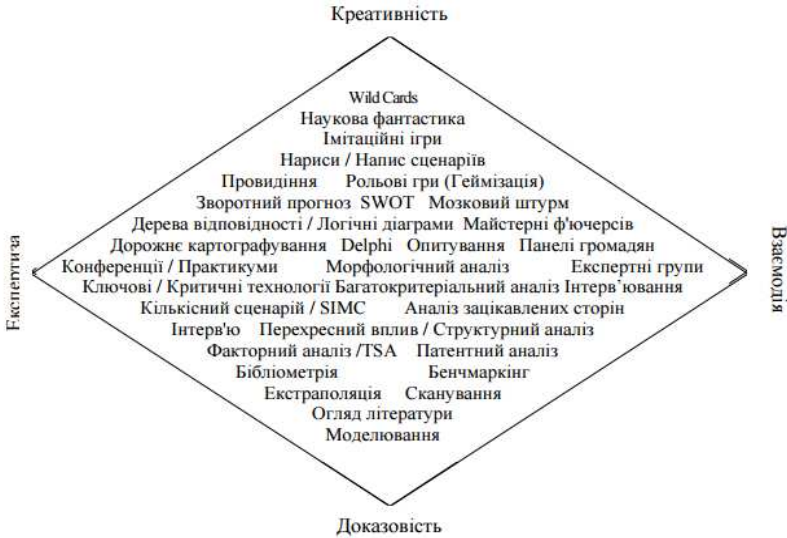 Креативність
Wild Cards
Наукова фантастика
Імітаційні ігри
Нариси / Напис сценаріїв
Провидіння Рольові гри (Геймізація)
Зворотний прогноз SWOT Мозковий штурм
Дерева відповідності / Логічні діаграми Майстерні ф'ючерсів
Дорожнє картографування Delphi Опитування Панелі громадян
Конференції / Практикуми Морфологічний аналіз Експертні групи
Ключові / Критичні технології Багатокритеріальний аналіз Інтерв’ювання
Кількісний сценарій / SIMC Аналіз зацікавлених сторін
Інтерв'ю Перехресний вплив / Структурний аналіз
Факторний аналіз /TSA Патентний аналіз
Бібліометрія Бенчмаркінг
Екстраполяція Сканування
Огляд літератури
Моделювання
Доказовість
Експертиза
Взаємодія